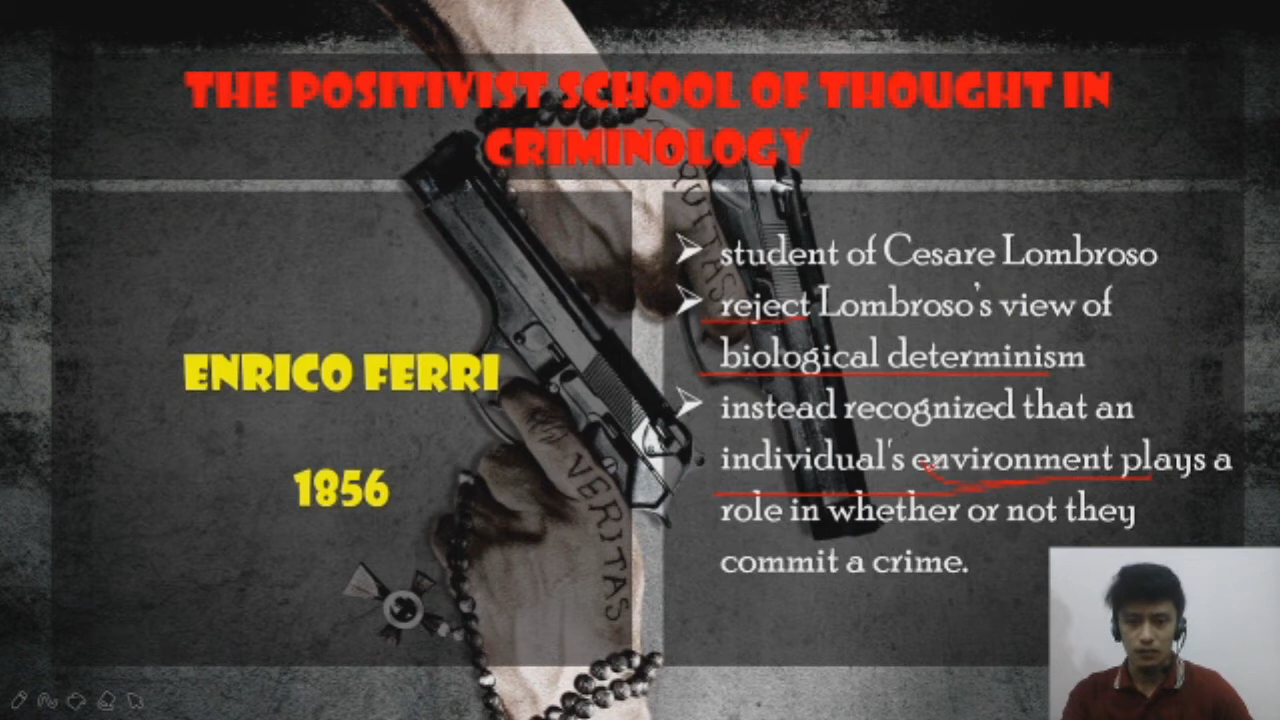 THE POSITIVIST SCHOOL OF THOUGHT IN
CRIMINOLOGY
ENRICO FERRI
1856
student of Cesare Lombroso
reject Lombroso's view of
biological determinism
instead recognized that an
individual's environment plays a
role in whether or not they
commit a crime.
VERITAS